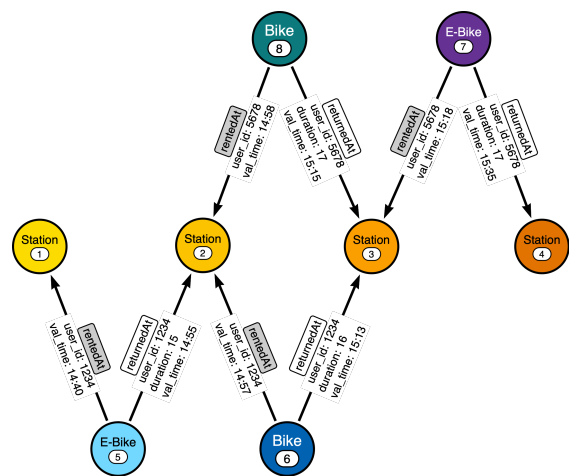 Bike
8
E-Bike
7
rentedAt
user_id: 5678
val_time: 14:58
returnedAt
user_id: 5678
duration: 17
val_time: 15:15
rentedAt
user_id: 5678
val_time: 15:18
returnedAt
user_id: 5678
duration: 17
val_time: 15:35
Station
1
Station
2
Station
3
Station
4
rentedAt
user_id: 1234
val_time: 14:40
returnedAt
user_id: 1234
duration: 15
val_time: 14:55
rentedAt
user_id: 1234
val_time: 14:57
returnedAt
user_id: 1234
duration: 16
val_time: 15:13
E-Bike
5
Bike
6